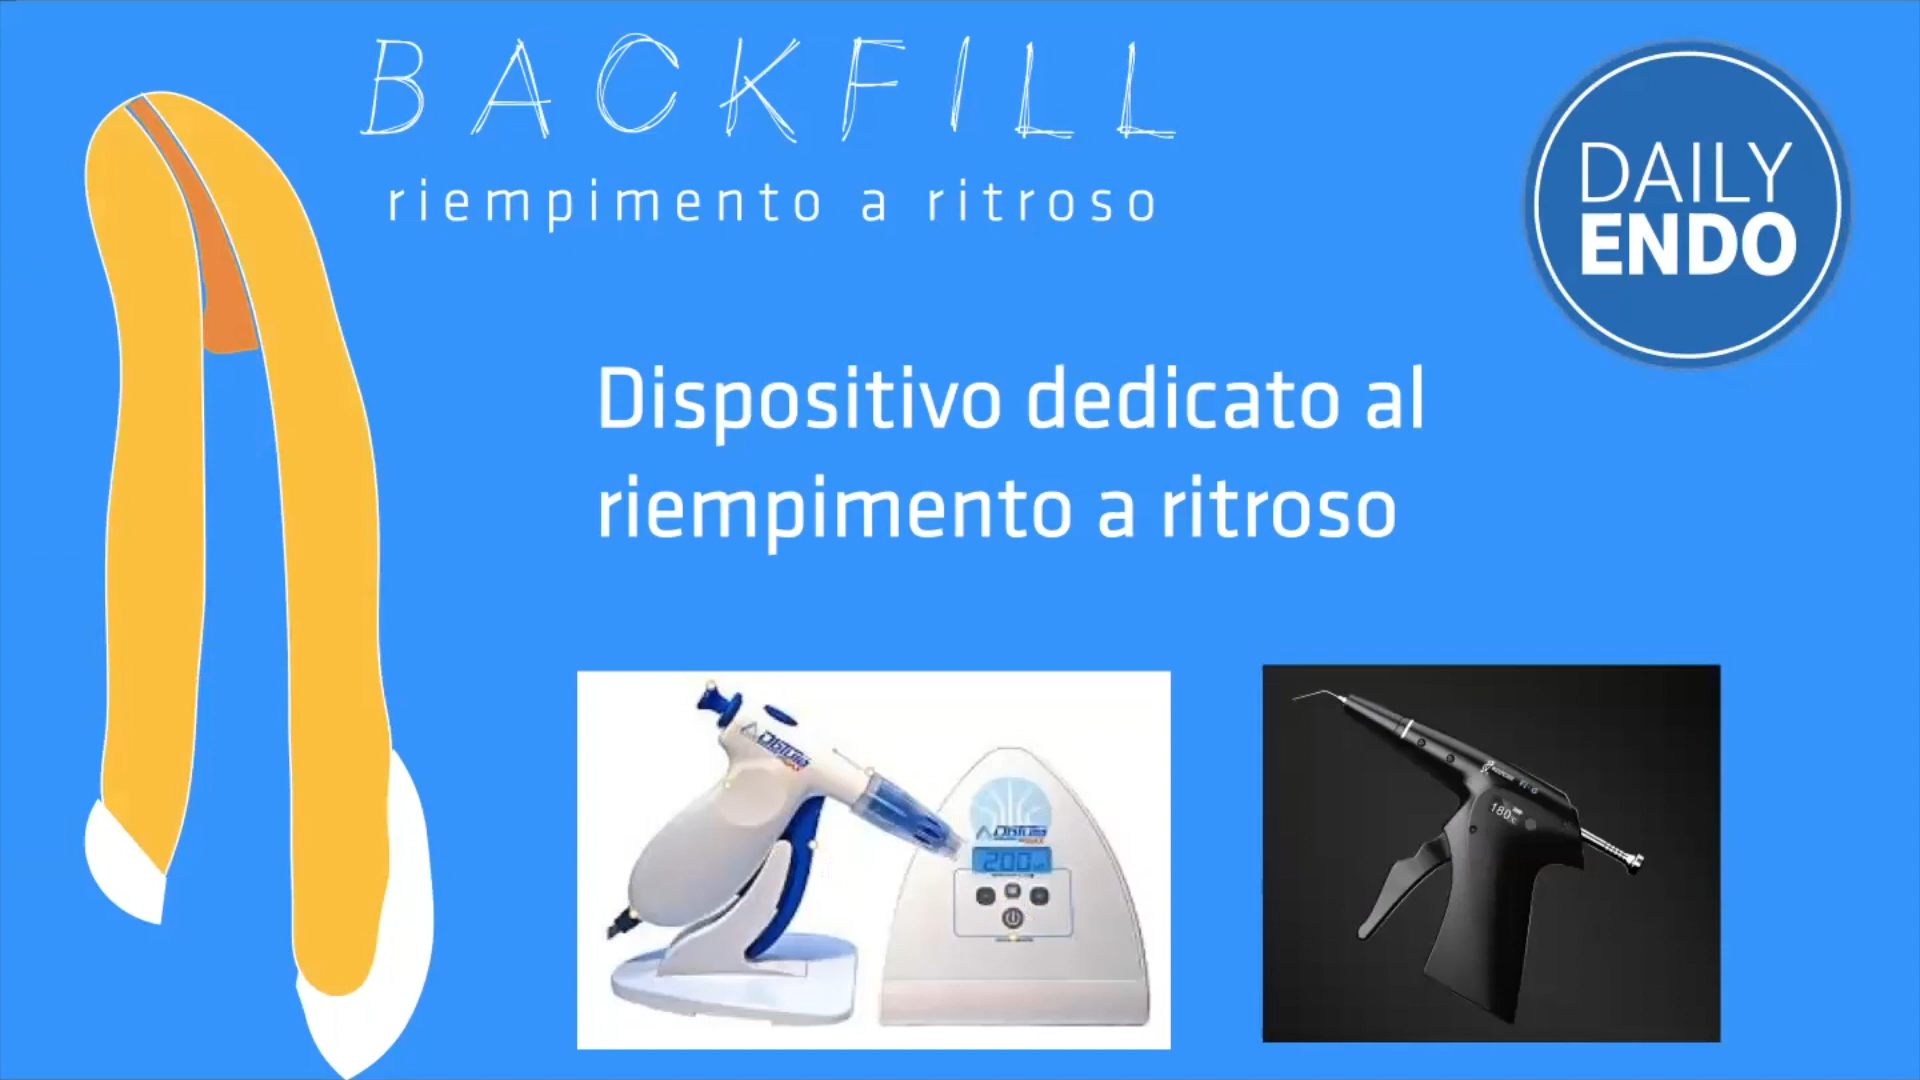 BACKFILL
riempimento a ritroso
DAILY
ENDO
Dispositivo dedicato al
riempimento a ritroso
200
180